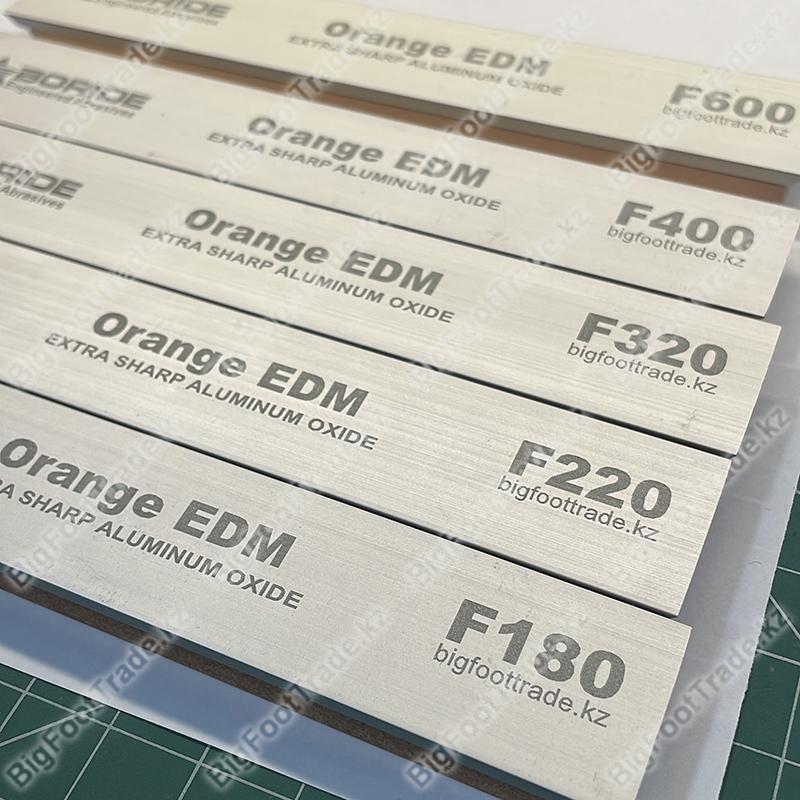 BORIDE
Engineered Abrasives
Orange EDM
EXTRA SHARP ALUMINUM OXIDE
F600
bigfoottrade.kz
BORIDE
Engineered Abrasives
Orange EDM
EXTRA SHARP ALUMINUM OXIDE
F400
bigfoottrade.kz
RIDE
Abrasives
Orange EDM
EXTRA SHARP ALUMINUM OXIDE
F320
bigfoottrade.kz
Orange EDM
EXTRA SHARP ALUMINUM OXIDE
F220
bigfoottrade.kz
Orange EDM
RA SHARP ALUMINUM OXIDE
F180
bigfoottrade.kz
BigFootTrade.kz